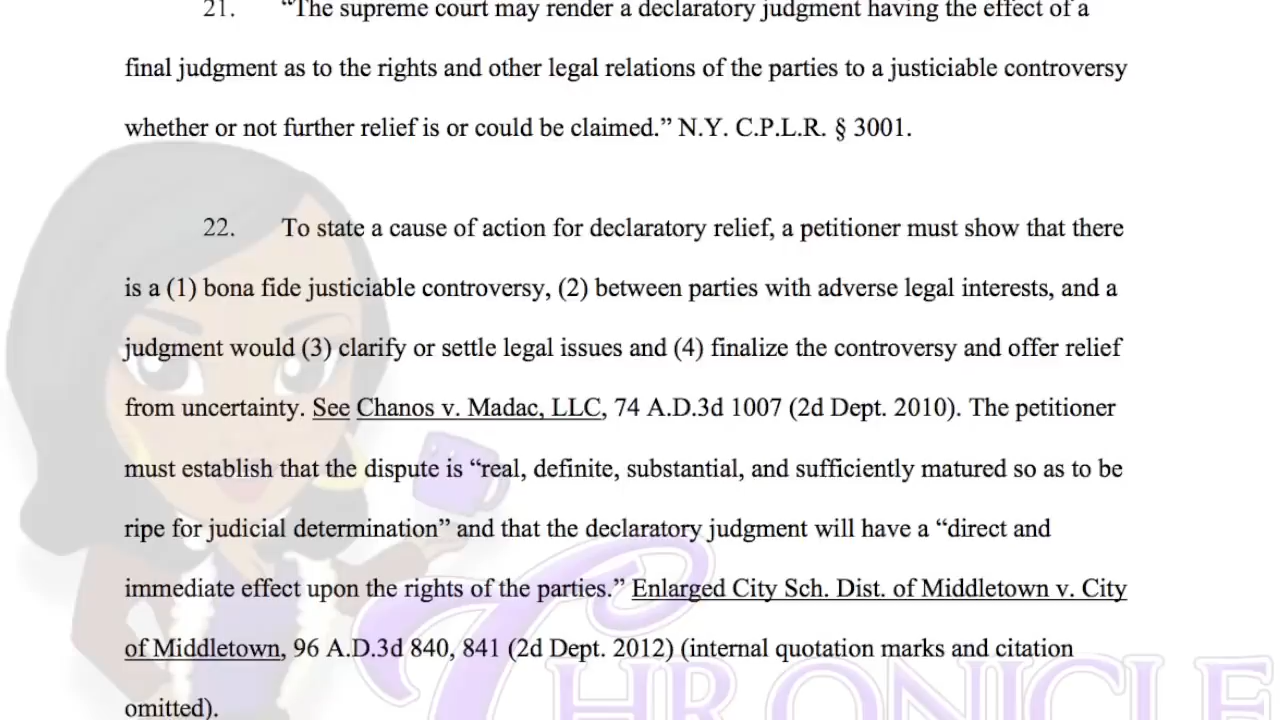 21. “The supreme court may render a declaratory judgment having the effect of a
final judgment as to the rights and other legal relations of the parties to a justiciable controversy
whether or not further relief is or could be claimed.” N.Y. C.P.L.R. § 3001.
22. To state a cause of action for declaratory relief, a petitioner must show that there
is a (1) bona fide justiciable controversy, (2) between parties with adverse legal interests, and a
judgment would (3) clarify or settle legal issues and (4) finalize the controversy and offer relief
from uncertainty. See Chanos v. Madac, LLC, 74 A.D.3d 1007 (2d Dept. 2010). The petitioner
must establish that the dispute is “real, definite, substantial, and sufficiently matured so as to be
ripe for judicial determination” and that the declaratory judgment will have a “direct and
immediate effect upon the rights of the parties.” Enlarged City Sch. Dist. of Middletown v. City
of Middletown, 96 A.D.3d 840, 841 (2d Dept. 2012) (internal quotation marks and citation
omitted).
CHRONICLE